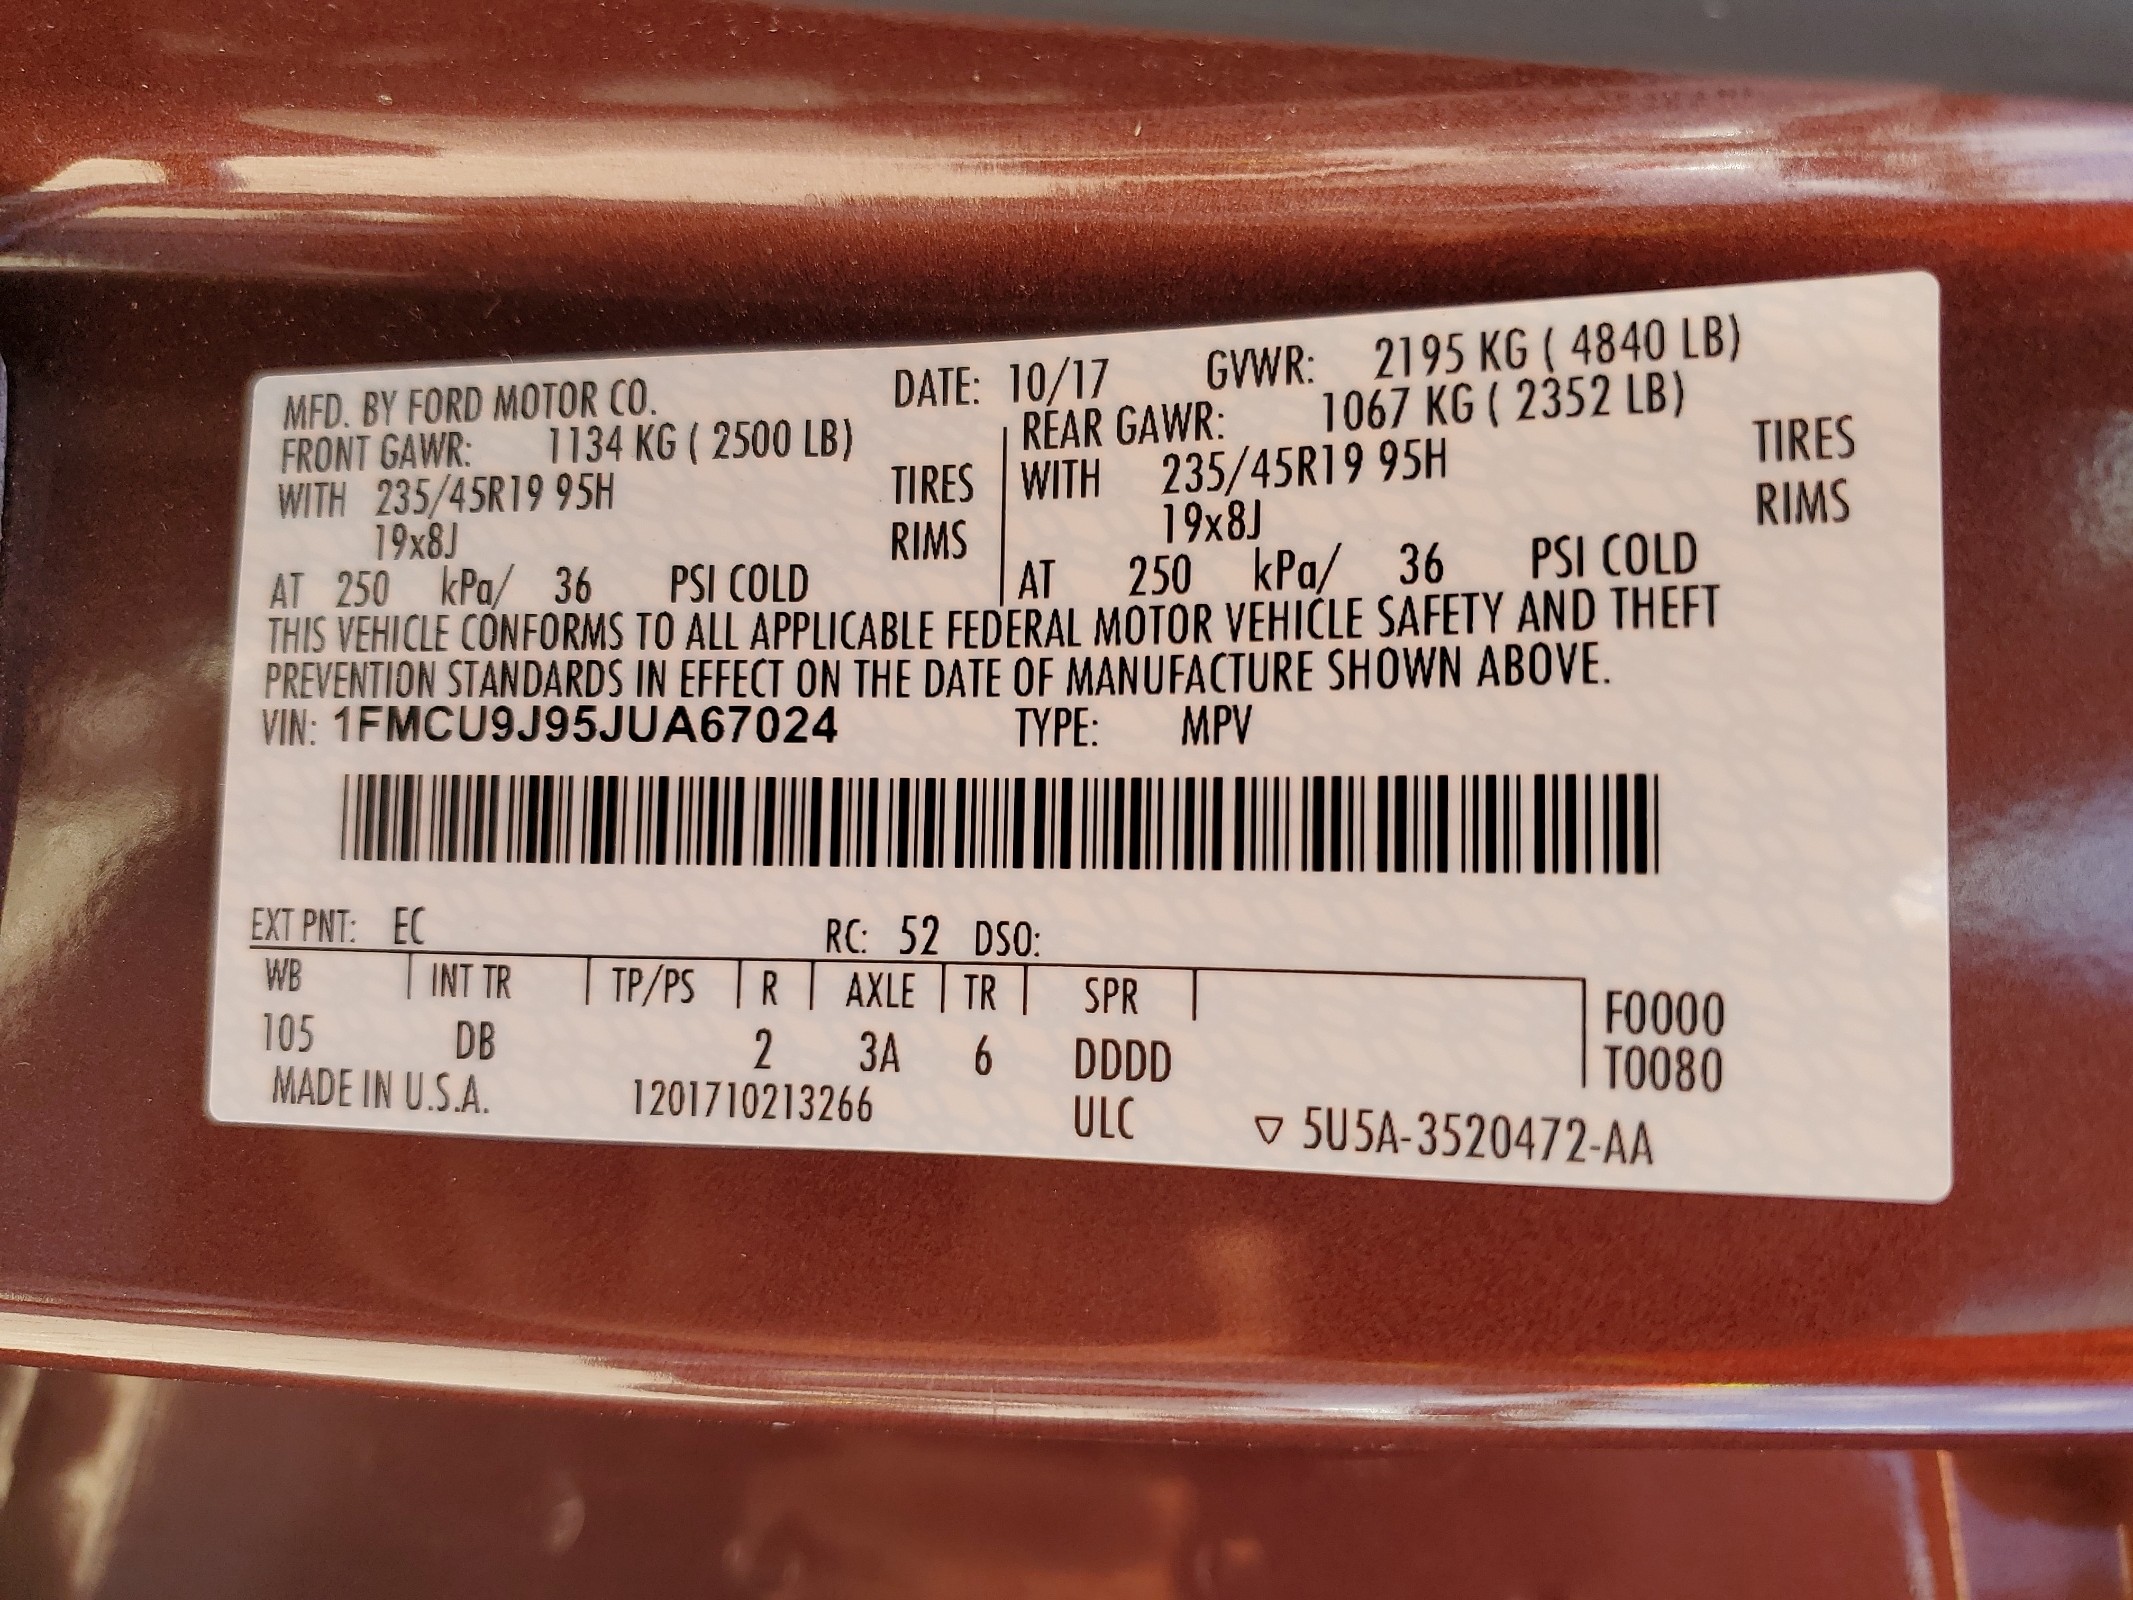 MFD. BY FORD MOTOR CO. DATE: 10/17 GVWR: 2195 KG ( 4840 LB)
FRONT GAWR: 1134 KG ( 2500 LB) REAR GAWR: 1067 KG ( 2352 LB)
WITH 235/45R19 95H TIRES WITH 235/45R19 95H TIRES
19x8J RIMS 19x8J RIMS
AT 250 kPa/ 36 PSI COLD AT 250 kPa/ 36 PSI COLD
THIS VEHICLE CONFORMS TO ALL APPLICABLE FEDERAL MOTOR VEHICLE SAFETY AND THEFT
PREVENTION STANDARDS IN EFFECT ON THE DATE OF MANUFACTURE SHOWN ABOVE.
VIN: 1FMCU9J95JUA67024 TYPE: MPV
EXT PNT: EC RC: 52 DSO:
WB INT TR TP/PS R AXLE TR SPR F0000
105 DB 2 3A 6 DDDD T0080
MADE IN U.S.A. 1201710213266 ULC ▽ 5U5A-3520472-AA